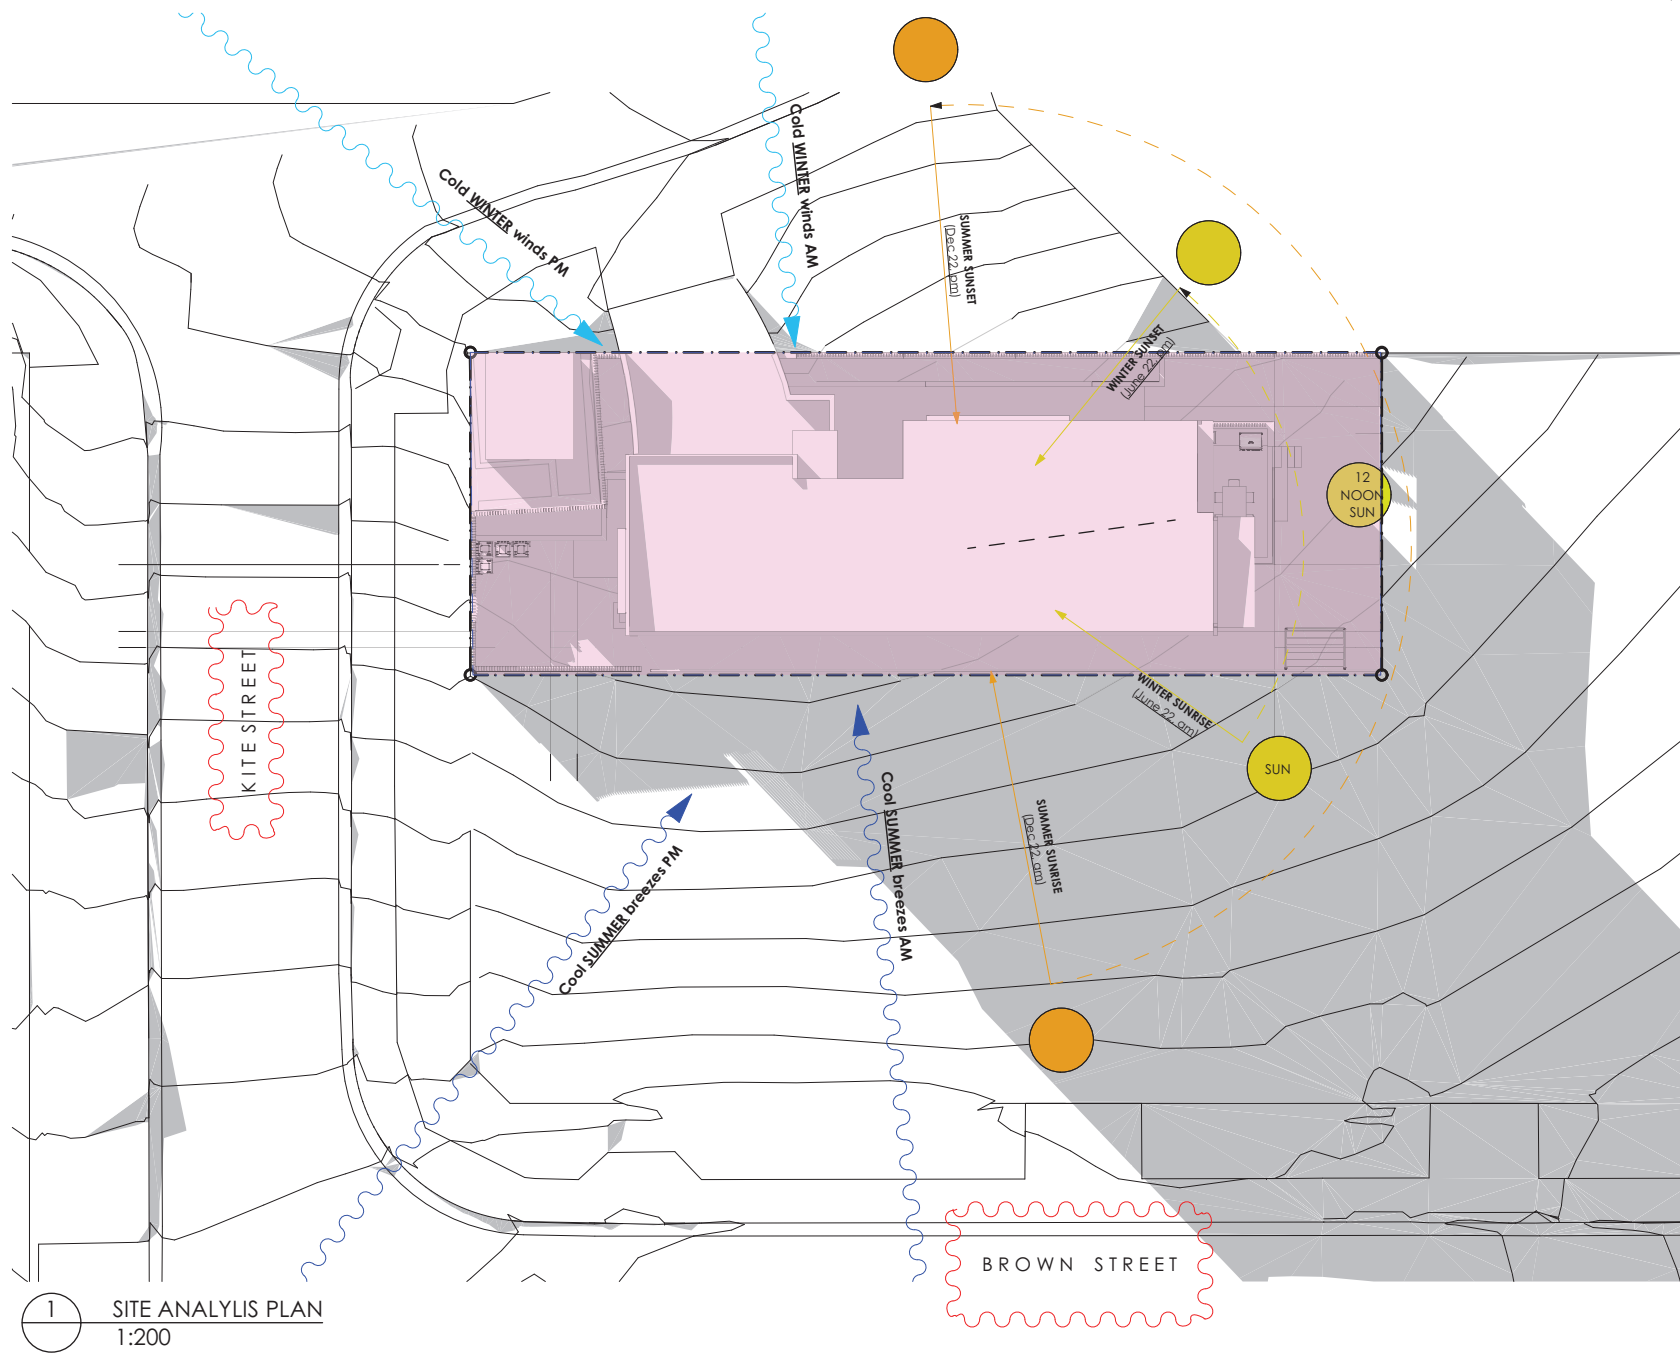 Cold WINTER winds PM
Cold WINTER winds AM
SUMMER SUNSET
(Dec 22, pm)
WINTER SUNSET
(June 22, am)
12
NOON
SUN
WINTER SUNRISE
(June 22, am)
SUN
KITE STREET
Cool SUMMER breezes PM
Cool SUMMER breezes AM
SUMMER SUNRISE
(Dec 22, am)
BROWN STREET
1
SITE ANALYLIS PLAN
1:200